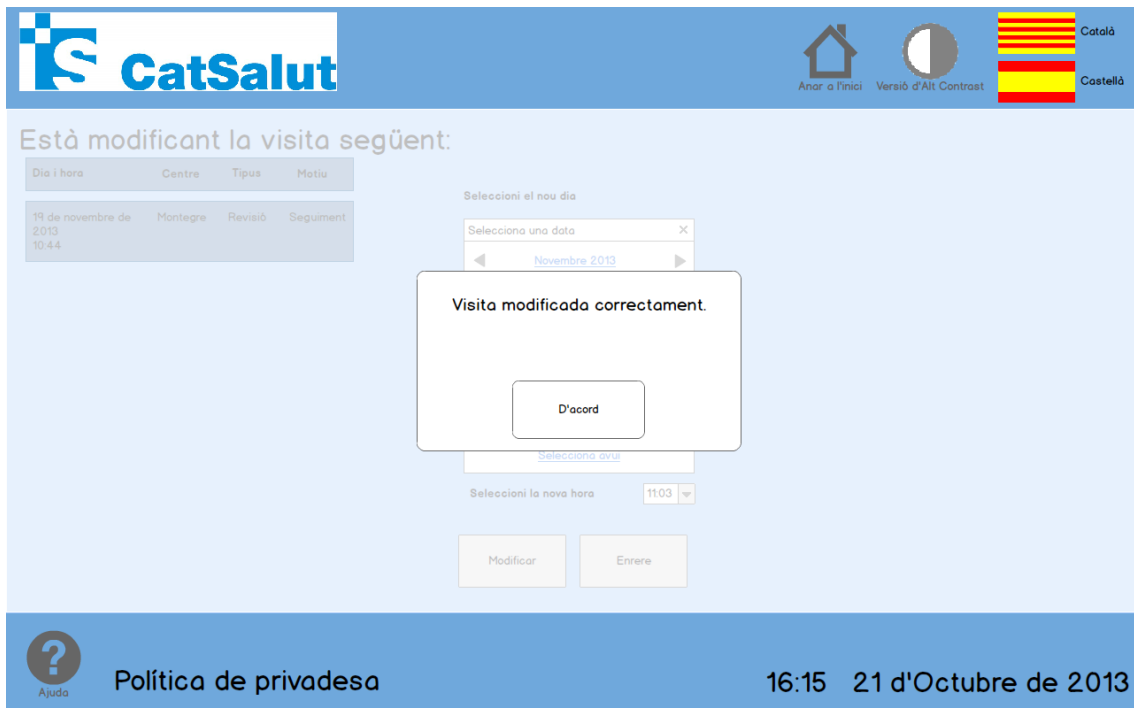 CatSalut
Anar a l'inici
Versió d'Alt Contrast
Català
Castellà
Està modificant la visita següent:
Dia i hora Centre Tipus Motiu
19 de novembre de Montegre Revisió Seguiment
2013
10:44
Seleccioni el nou dia
Selecciona una data
Novembre 2013
Visita modificada correctament.
D'acord
Selecciona avui
Seleccioni la nova hora 11:03
Modificar Enrere
?
Ajuda
Política de privadesa
16:15 21 d'Octubre de 2013